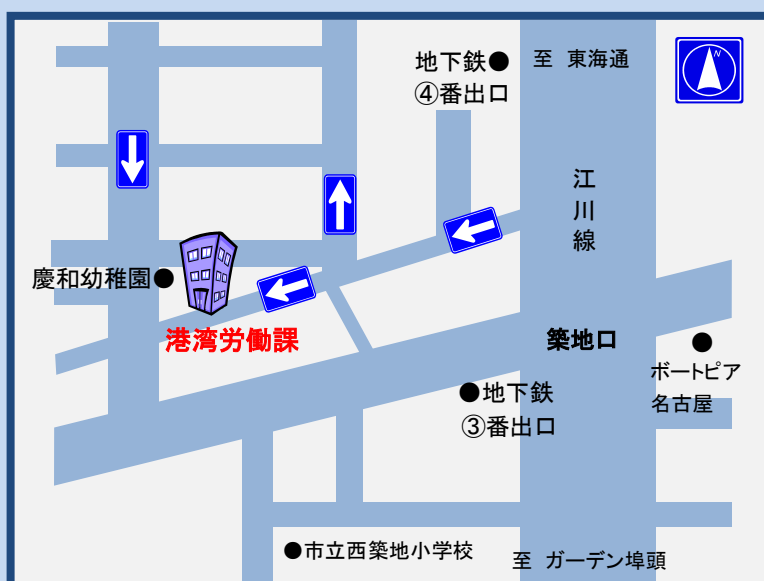 地下鉄●
④番出口
至 東海通
N
江
川
線
慶和幼稚園●
港湾労働課
築地口
●
ボートピア
名古屋
●地下鉄
③番出口
●市立西築地小学校
至 ガーデン埠頭